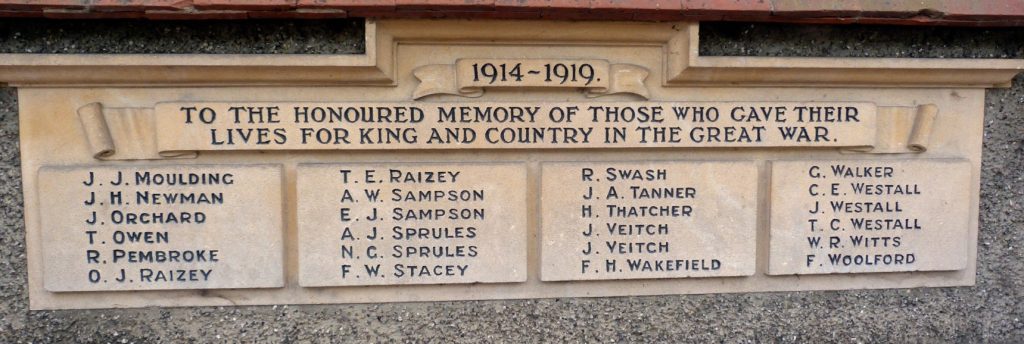 1914~1919.
TO THE HONOURED MEMORY OF THOSE WHO GAVE THEIR
LIVES FOR KING AND COUNTRY IN THE GREAT WAR.
J. J. MOULDING
J. H. NEWMAN
J. ORCHARD
T. OWEN
R. PEMBROKE
O. J. RAIZEY
T. E. RAIZEY
A. W. SAMPSON
E. J. SAMPSON
A. J. SPRULES
N. G. SPRULES
F. W. STACEY
R. SWASH
J. A. TANNER
H. THATCHER
J. VEITCH
J. VEITCH
F. H. WAKEFIELD
G. WALKER
C. E. WESTALL
J. WESTALL
T. C. WESTALL
W. R. WITTS
F. WOOLFORD